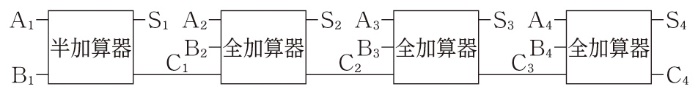 A₁ 半加算器 S₁ A₂ 全加算器 S₂ A₃ 全加算器 S₃ A₄ 全加算器 S₄
B₂ B₃ B₄
B₁ C₁ C₂ C₃ C₄